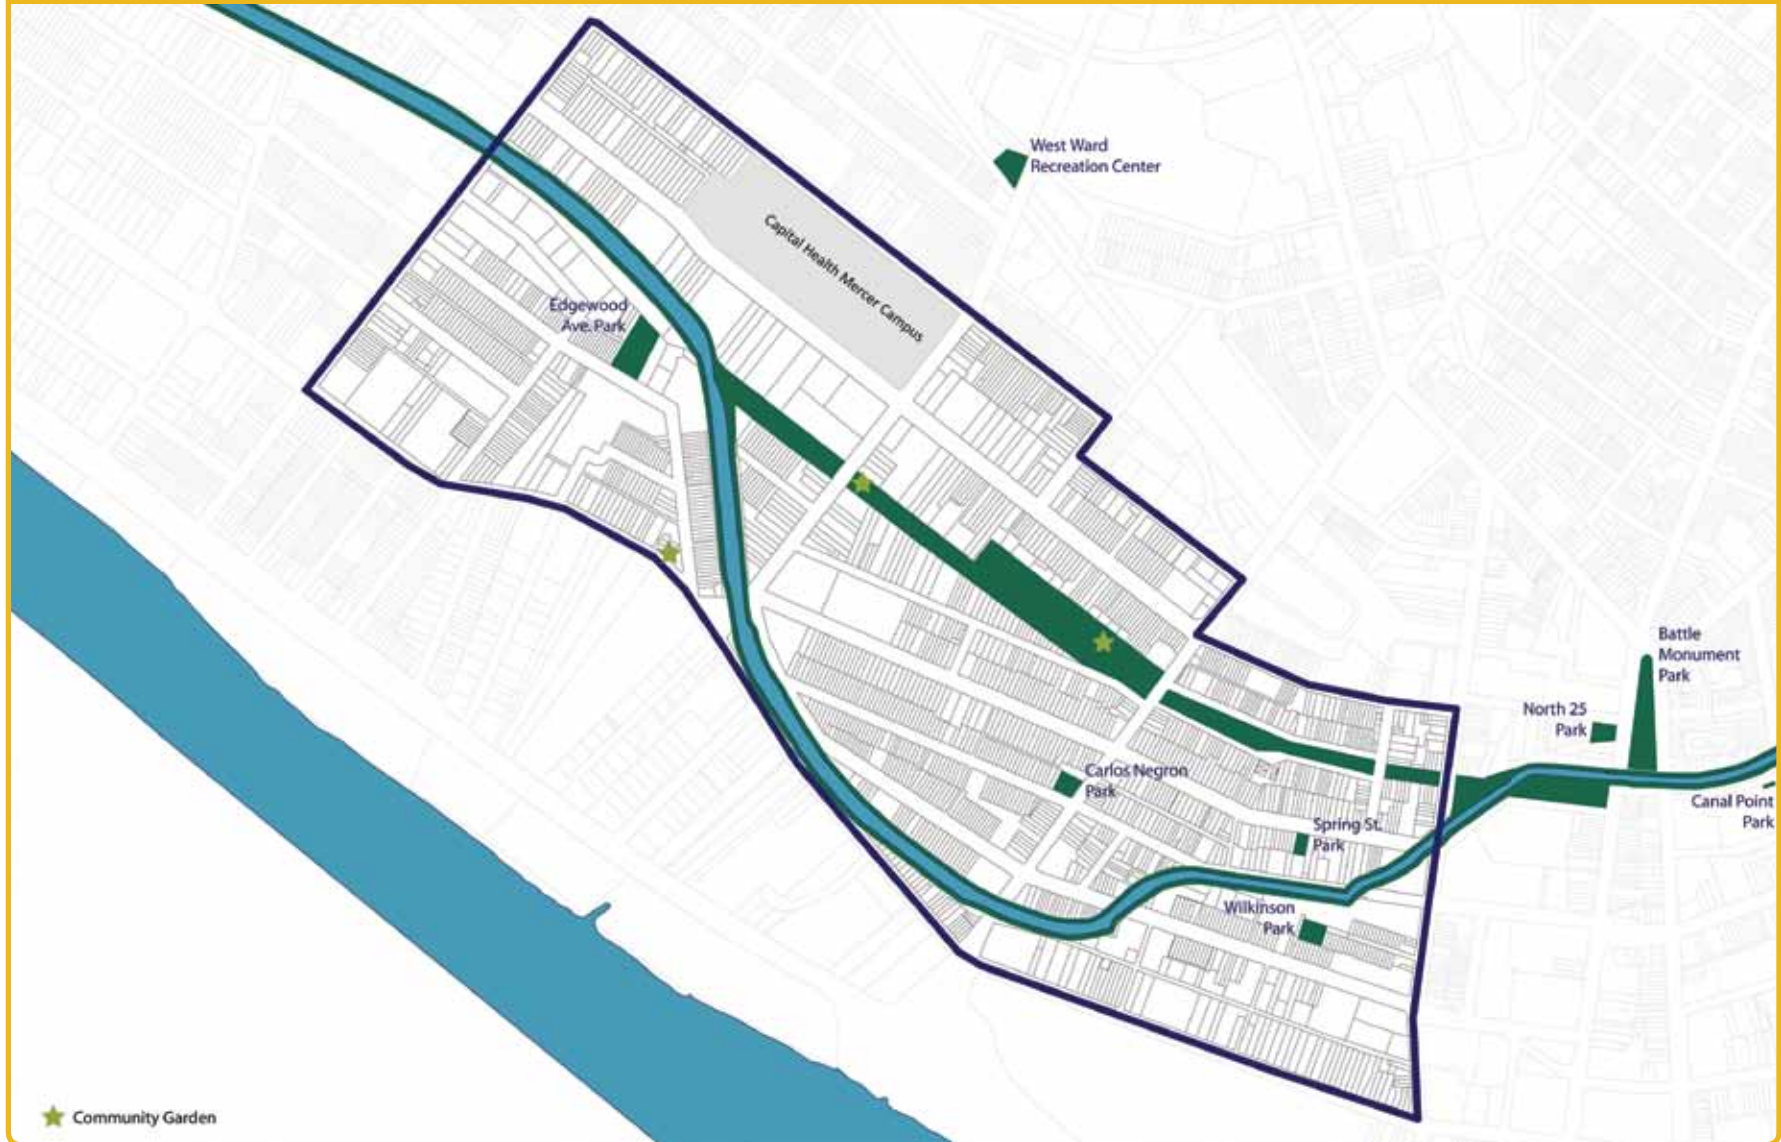 West Ward
Recreation Center
Capital Health Mercer Campus
Edgewood
Ave. Park
Battle
Monument
Park
North 25
Park
Carlos Negron
Park
Canal Point
Park
Spring St.
Park
Wilkinson
Park
Community Garden